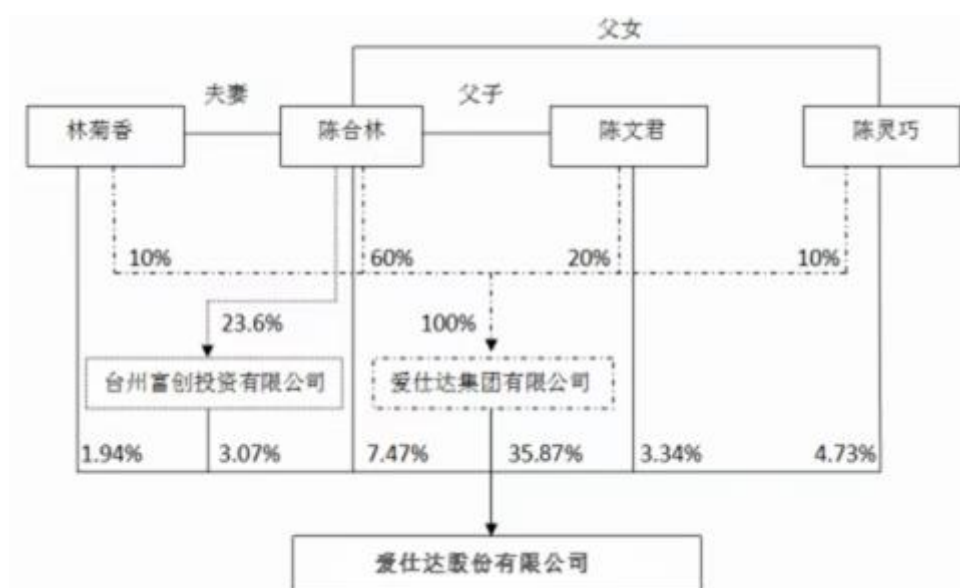 父女
夫妻
父子
林菊香
陈合林
陈文君
陈灵巧
10%
60%
20%
10%
23.6%
100%
台州富创投资有限公司
爱仕达集团有限公司
1.94%
3.07%
7.47%
35.87%
3.34%
4.73%
爱仕达股份有限公司